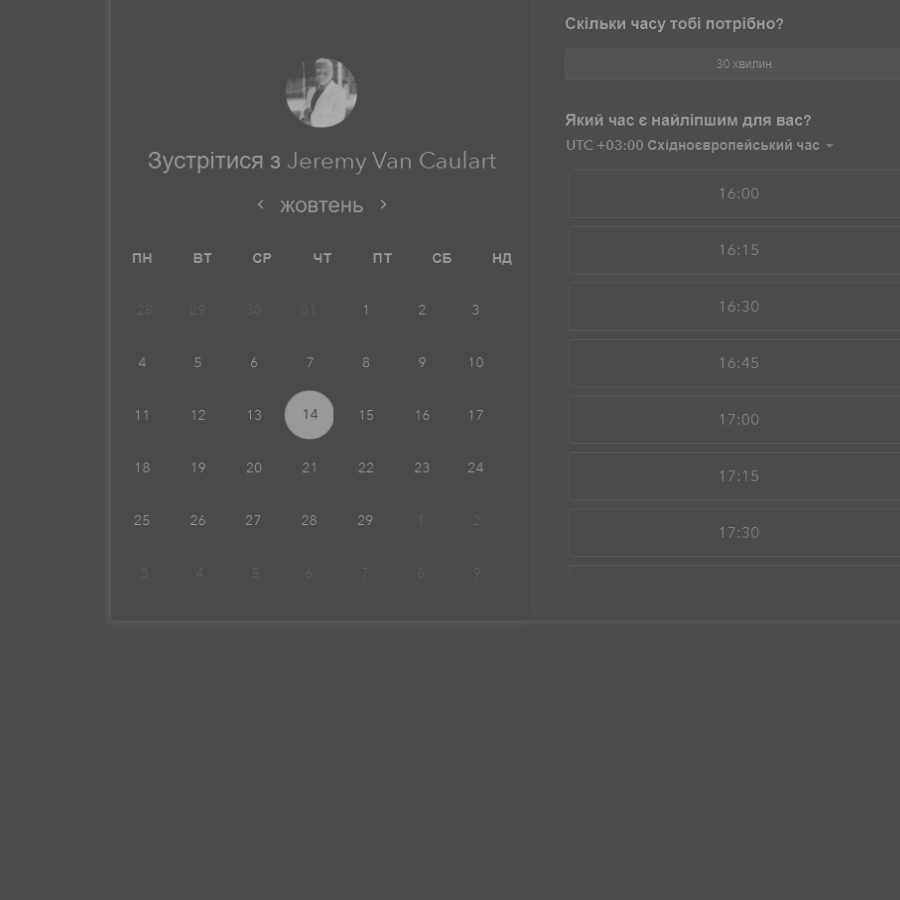 Зустрітися з Jeremy Van Caulart
жовтень
ПН ВТ СР ЧТ ПТ СБ НД
28 29 30 31 1 2 3
4 5 6 7 8 9 10
11 12 13 14 15 16 17
18 19 20 21 22 23 24
25 26 27 28 29 1 2
3 4 5 6 7 8 9
Скільки часу тобі потрібно?
30 хвилин
Який час є найліпшим для вас?
UTC +03:00 Східноєвропейський час
16:00
16:15
16:30
16:45
17:00
17:15
17:30